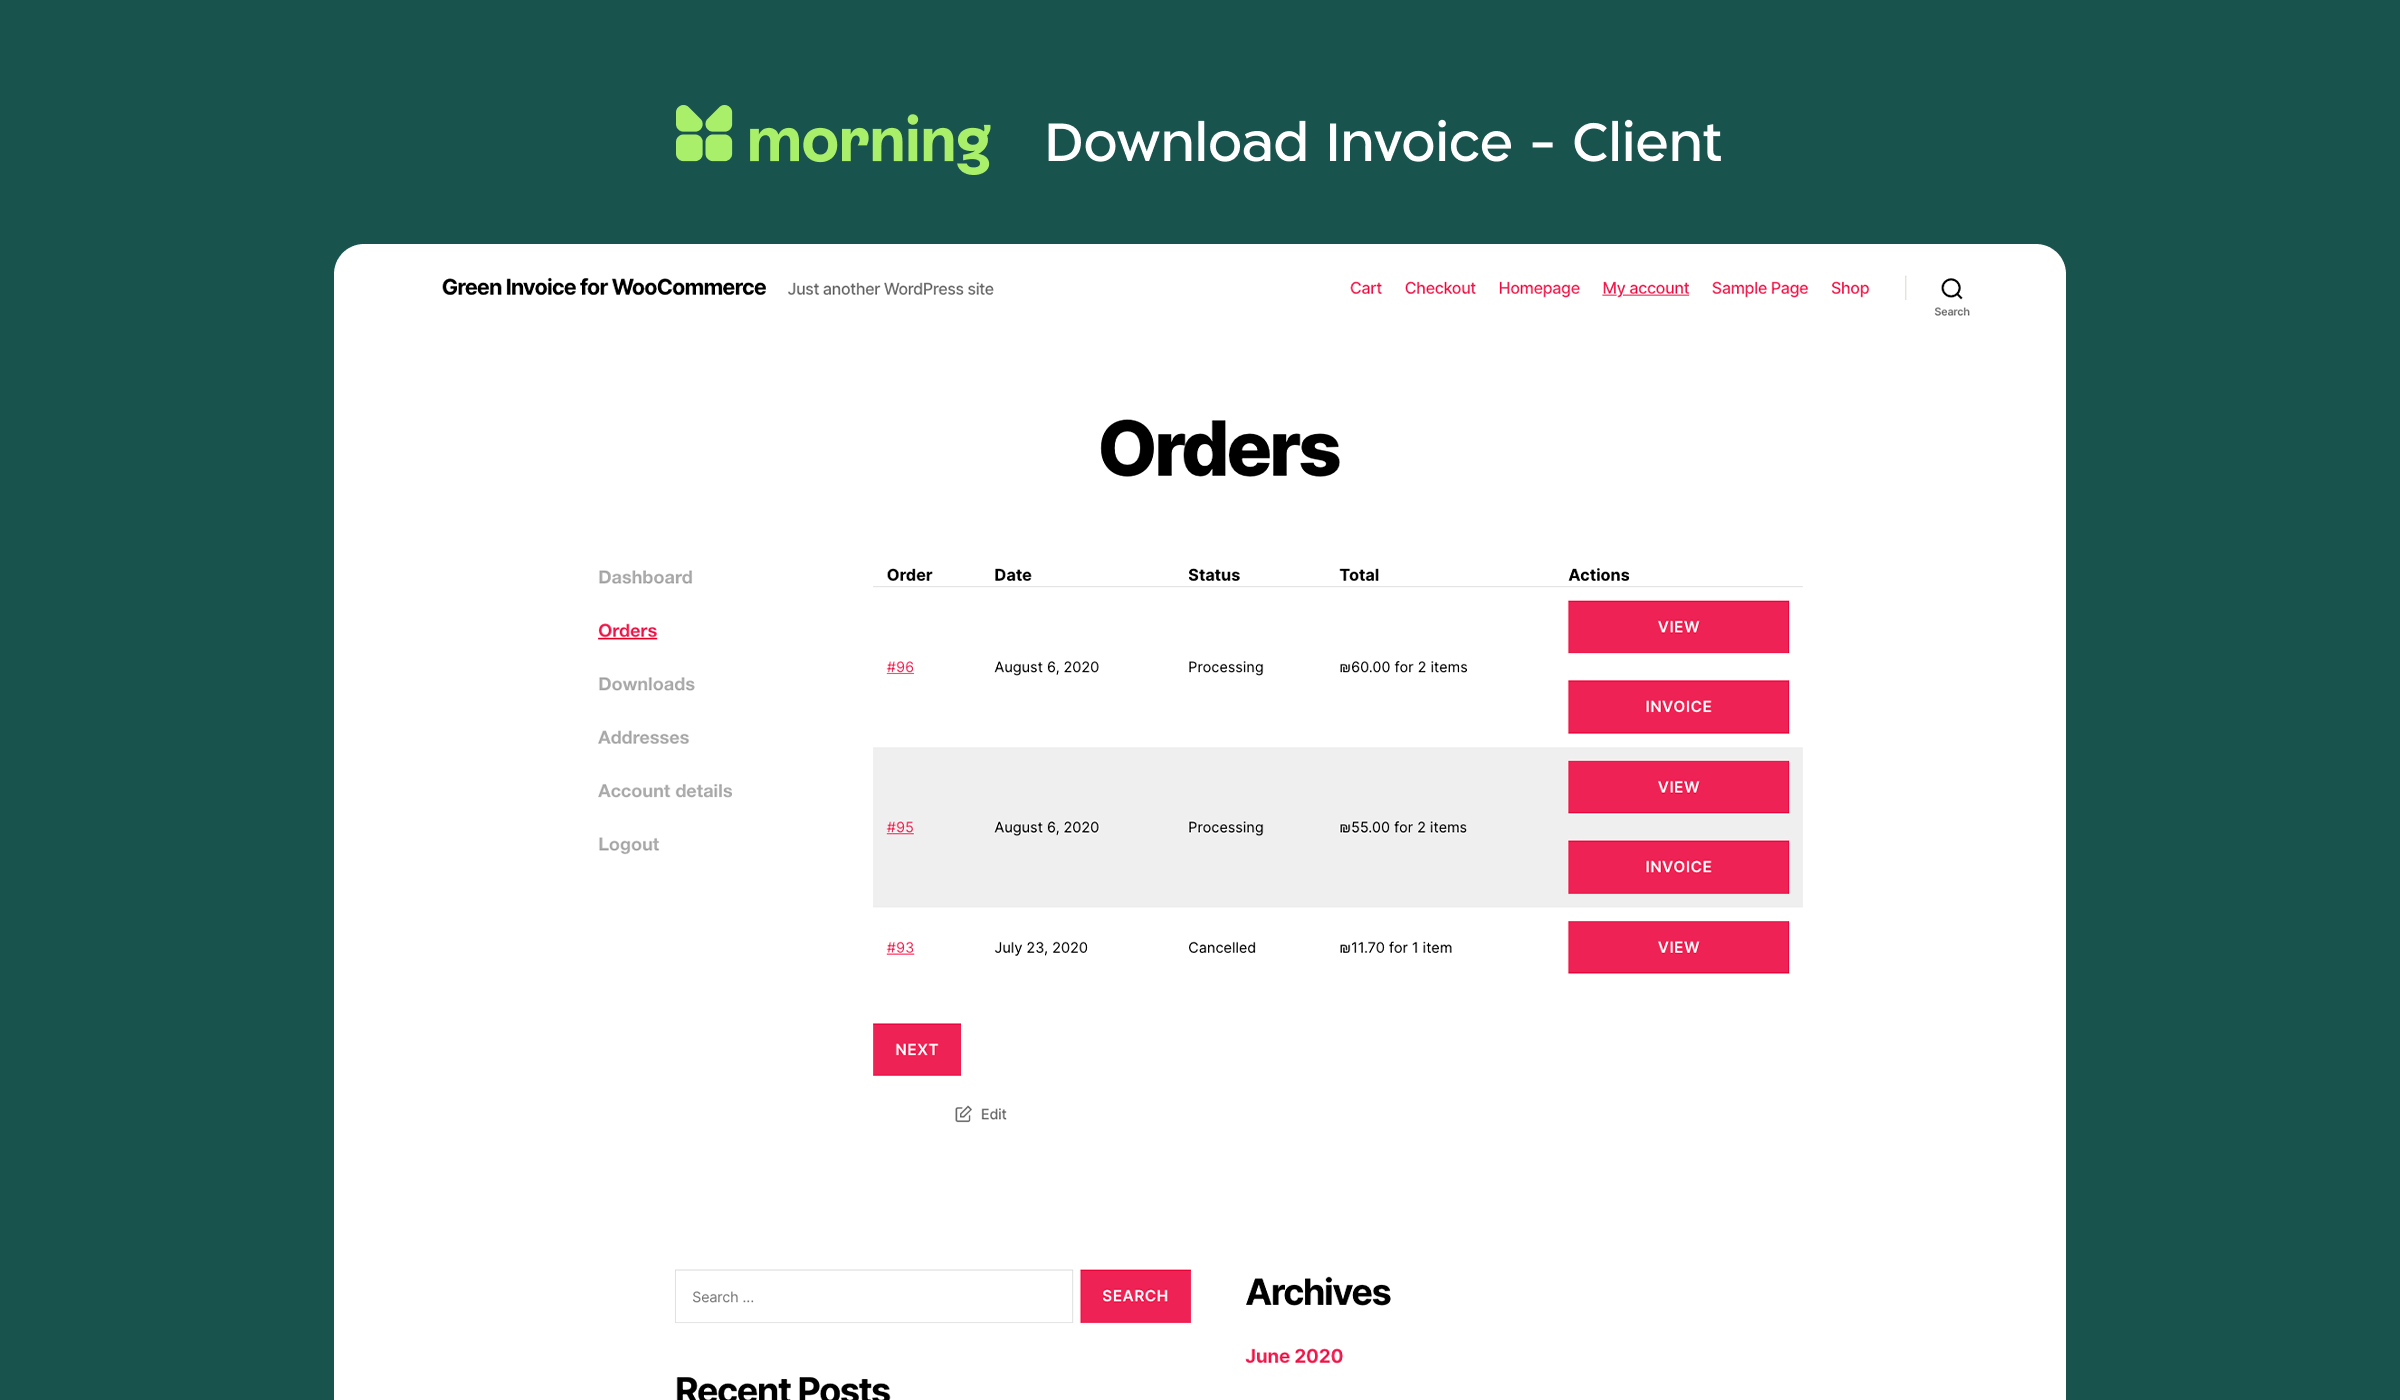 morning Download Invoice - Client
Green Invoice for WooCommerce Just another WordPress site Cart Checkout Homepage My account Sample Page Shop
Search
Orders
Dashboard
Orders
Downloads
Addresses
Account details
Logout
Order Date Status Total Actions
#96 August 6, 2020 Processing ₪60.00 for 2 items VIEW
INVOICE
#95 August 6, 2020 Processing ₪55.00 for 2 items VIEW
INVOICE
#93 July 23, 2020 Cancelled ₪11.70 for 1 item VIEW
NEXT
Edit
Search ... SEARCH
Recent Posts
Archives
June 2020